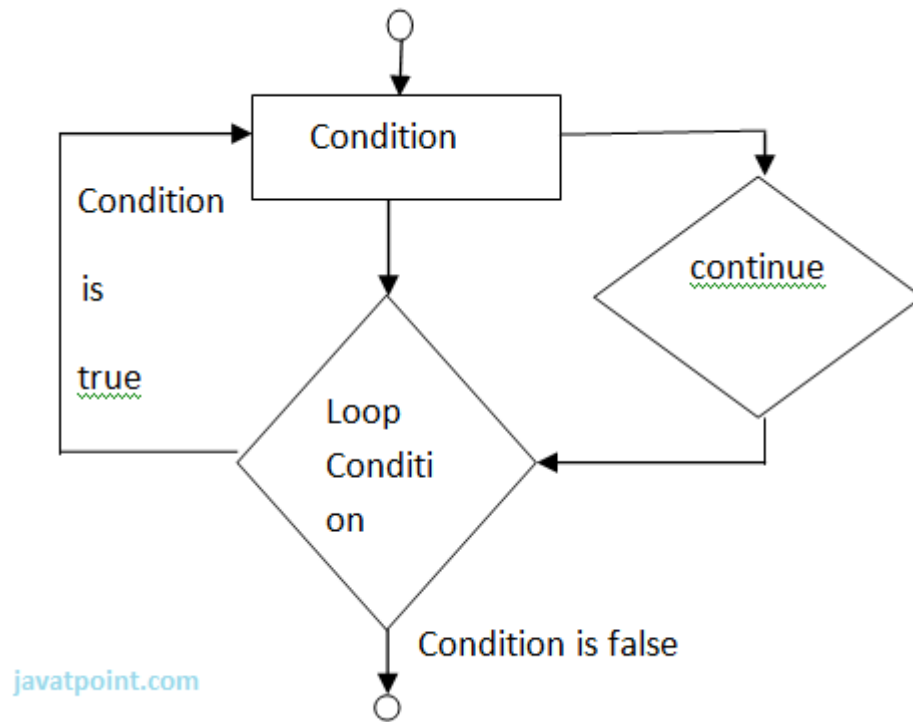 Condition
Condition
is
true
continue
Loop
Conditi
on
Condition is false
javatpoint.com